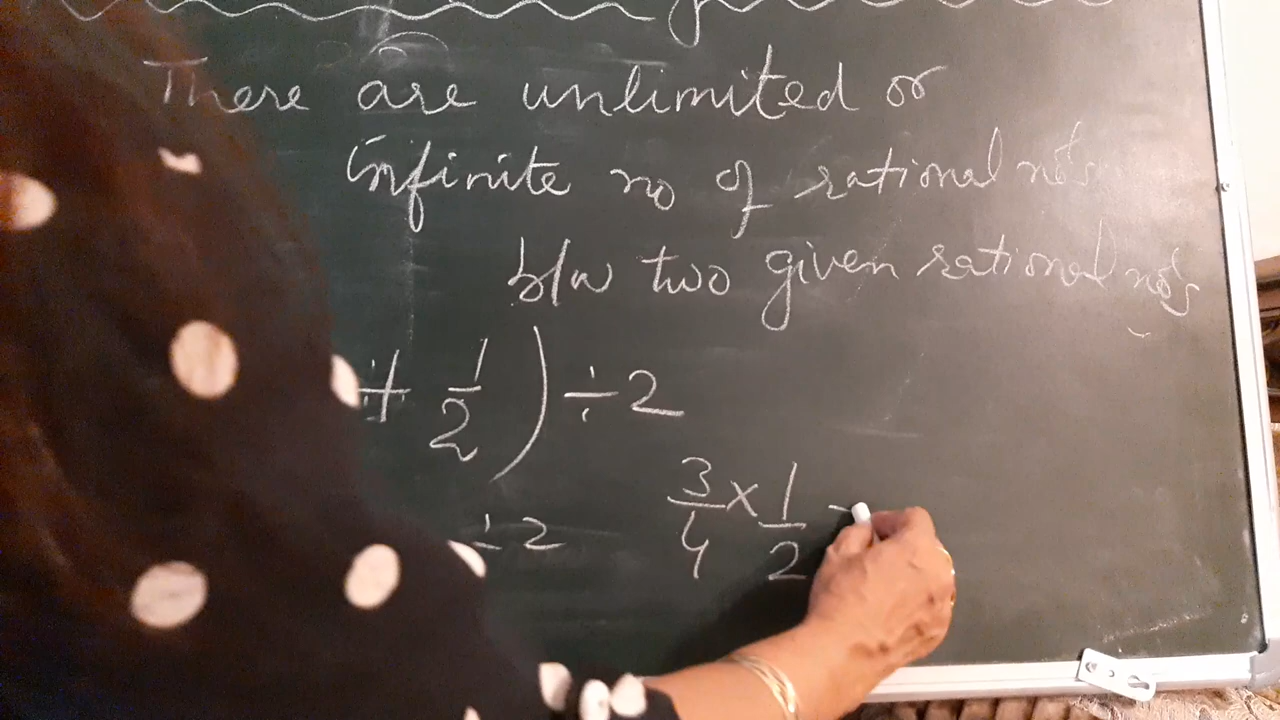 There are unlimited or
infinite no of rational no's
b/w two given rational no's
+ 1/2 ) ÷ 2
÷ 2 3/4 × 1/2